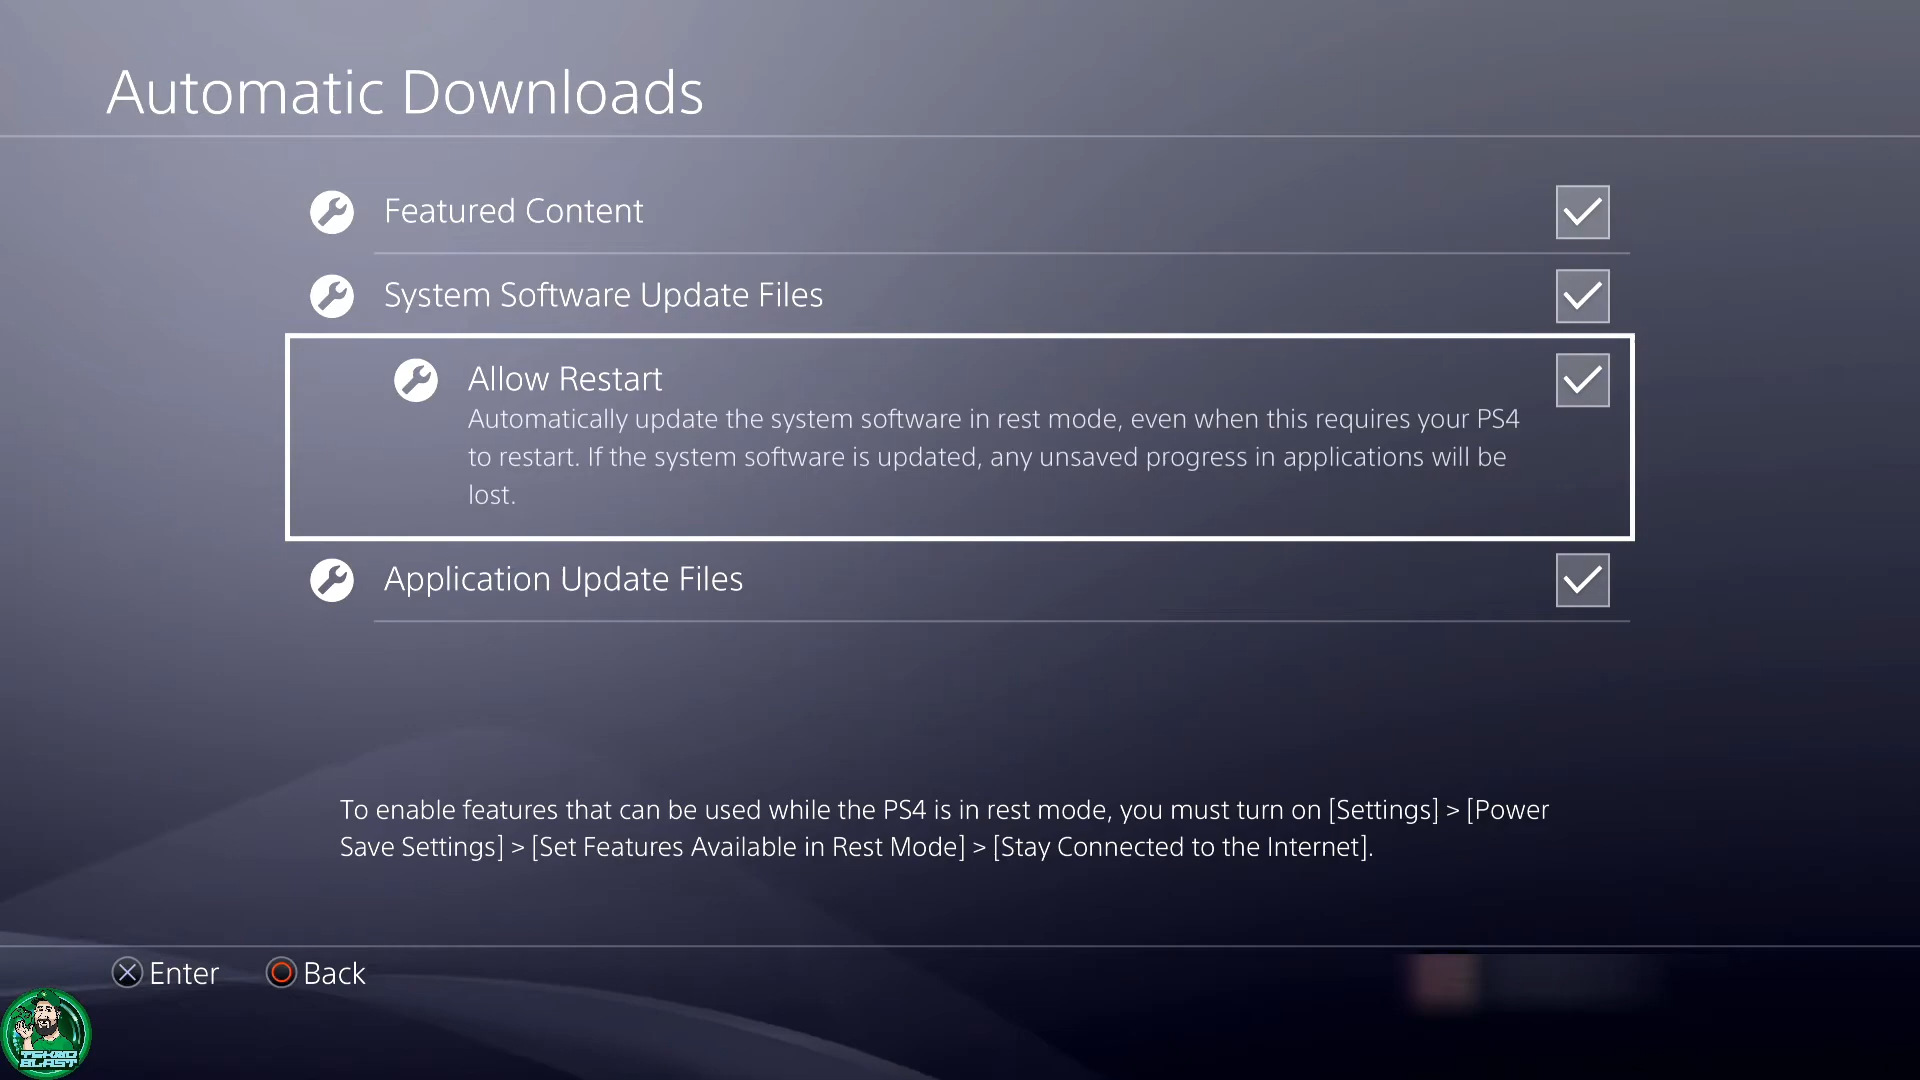 Automatic Downloads
Featured Content
System Software Update Files
Allow Restart
Automatically update the system software in rest mode, even when this requires your PS4
to restart. If the system software is updated, any unsaved progress in applications will be
lost.
Application Update Files
To enable features that can be used while the PS4 is in rest mode, you must turn on [Settings] > [Power
Save Settings] > [Set Features Available in Rest Mode] > [Stay Connected to the Internet].
Enter Back
TEKNO
BLAST